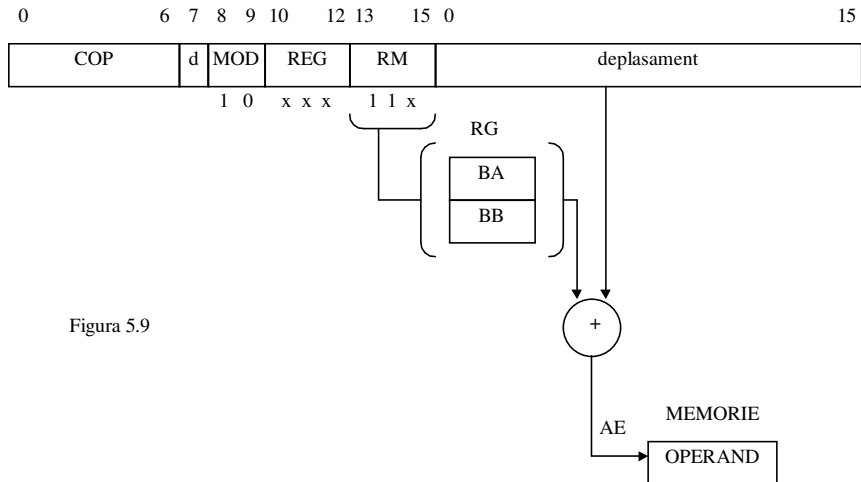 0 6 7 8 9 10 12 13 15 0 15
COP d MOD REG RM deplasament
1 0 x x x 1 1 x
RG
BA
BB
+
Figura 5.9
MEMORIE
AE
OPERAND